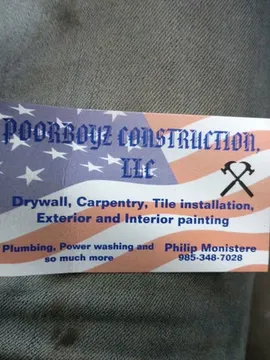 POORBOYZ CONSTRUCTION,
LLC
Drywall, Carpentry, Tile installation,
Exterior and Interior painting
Plumbing, Power washing and
so much more
Philip Monistere
985-348-7028